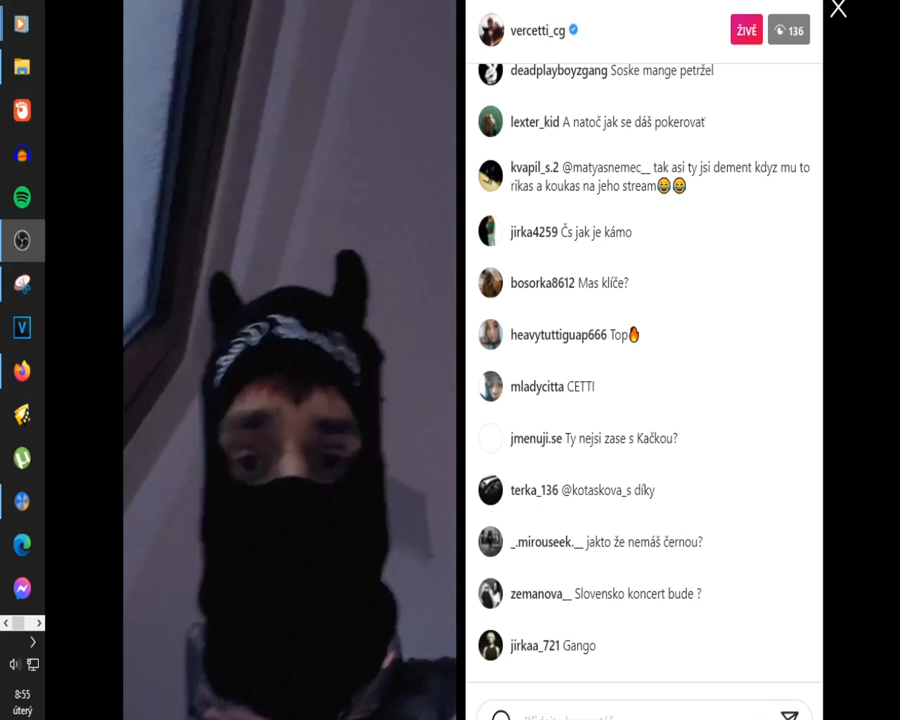 vercetti_cg
ŽIVĚ
136
deadplayboyzgang Soske mange petržel
lexter_kid A natoč jak se dáš pokerovať
kvapil_s.2 @matyasnemec__ tak asi ty jsi dement kdyz mu to
rikas a koukas na jeho stream😂😂
jirka4259 Čs jak je kámo
bosorka8612 Mas klíče?
heavytuttiguap666 Top🔥
mladycitta CETTI
jmenuji.se Ty nejsi zase s Kačkou?
terka_136 @kotaskova_s díky
_.mirouseek.__ jakto že nemáš černou?
zemanova__ Slovensko koncert bude ?
jirkaa_721 Gango
8:55
úterý